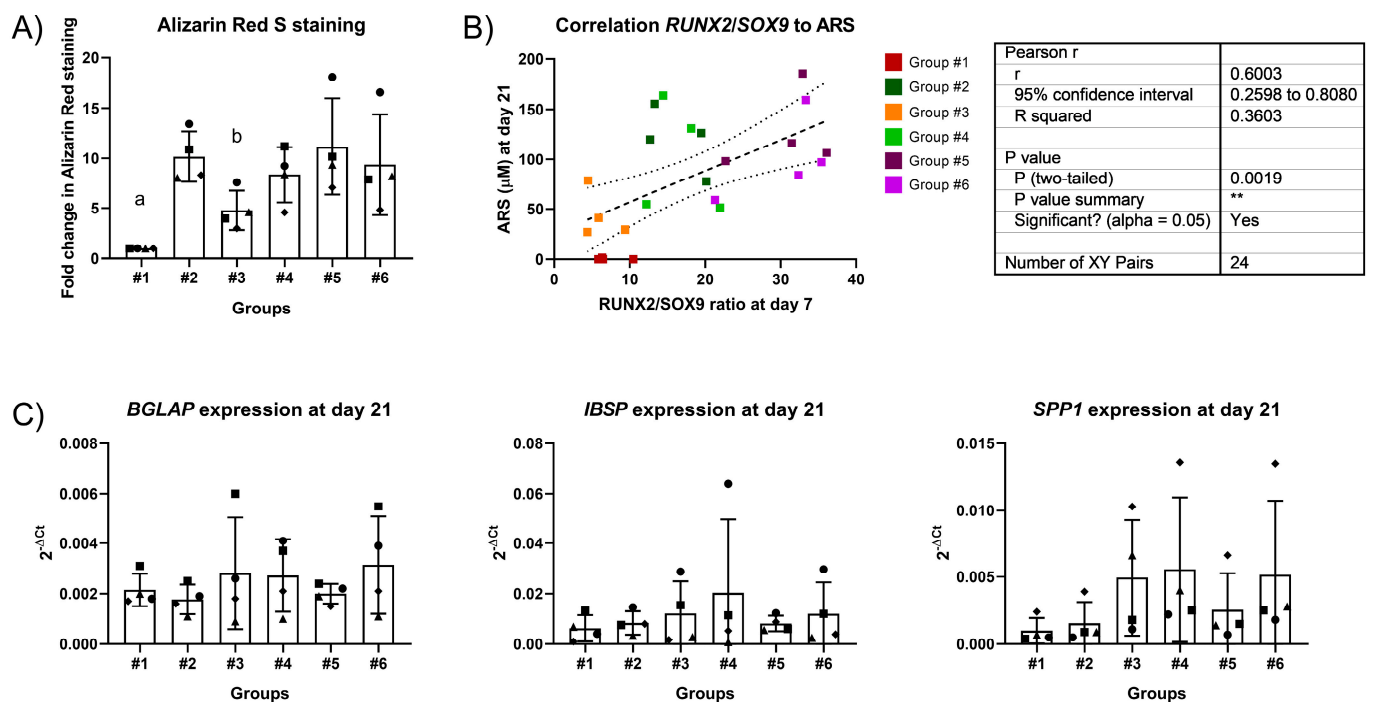 A)
Alizarin Red S staining
Fold change in Alizarin Red staining
20
15
10
5
0
a
b
#1 #2 #3 #4 #5 #6
Groups
B)
Correlation RUNX2/SOX9 to ARS
ARS (μM) at day 21
200
150
100
50
0
0 10 20 30 40
RUNX2/SOX9 ratio at day 7
Group #1
Group #2
Group #3
Group #4
Group #5
Group #6
Pearson r
r 0.6003
95% confidence interval 0.2598 to 0.8080
R squared 0.3603
P value
P (two-tailed) 0.0019
P value summary **
Significant? (alpha = 0.05) Yes
Number of XY Pairs 24
C)
BGLAP expression at day 21
2-ΔCt
0.008
0.006
0.004
0.002
0.000
#1 #2 #3 #4 #5 #6
Groups
IBSP expression at day 21
2-ΔCt
0.08
0.06
0.04
0.02
0.00
#1 #2 #3 #4 #5 #6
Groups
SPP1 expression at day 21
2-ΔCt
0.015
0.010
0.005
0.000
#1 #2 #3 #4 #5 #6
Groups